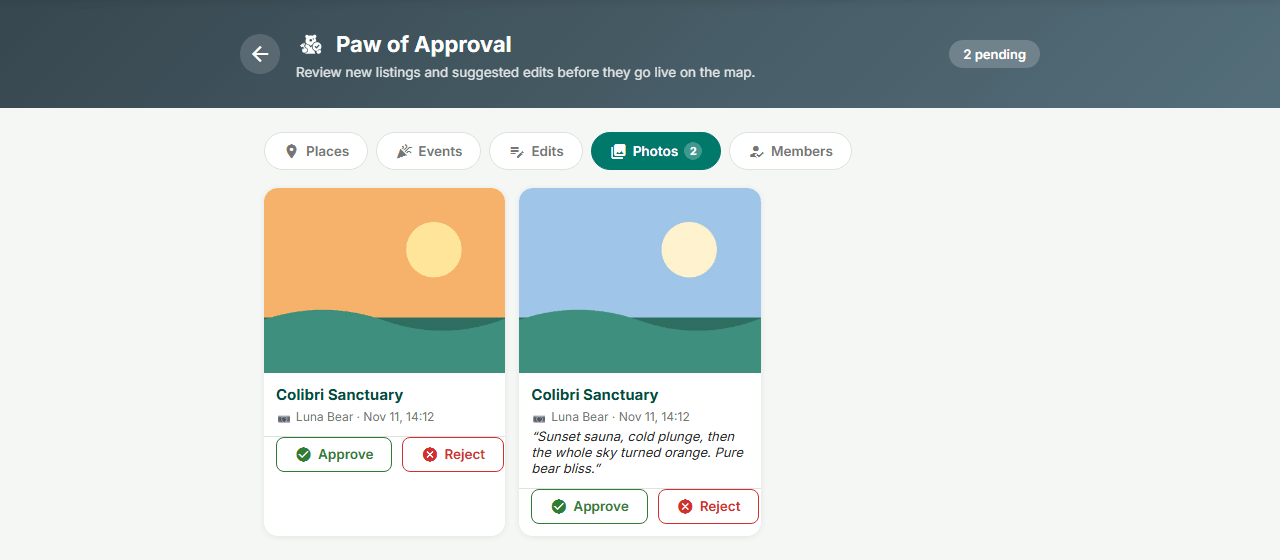 Paw of Approval
Review new listings and suggested edits before they go live on the map.
2 pending
Places
Events
Edits
Photos 2
Members
Colibri Sanctuary
Luna Bear · Nov 11, 14:12
Approve
Reject
Colibri Sanctuary
Luna Bear · Nov 11, 14:12
“Sunset sauna, cold plunge, then
the whole sky turned orange. Pure
bear bliss.”
Approve
Reject